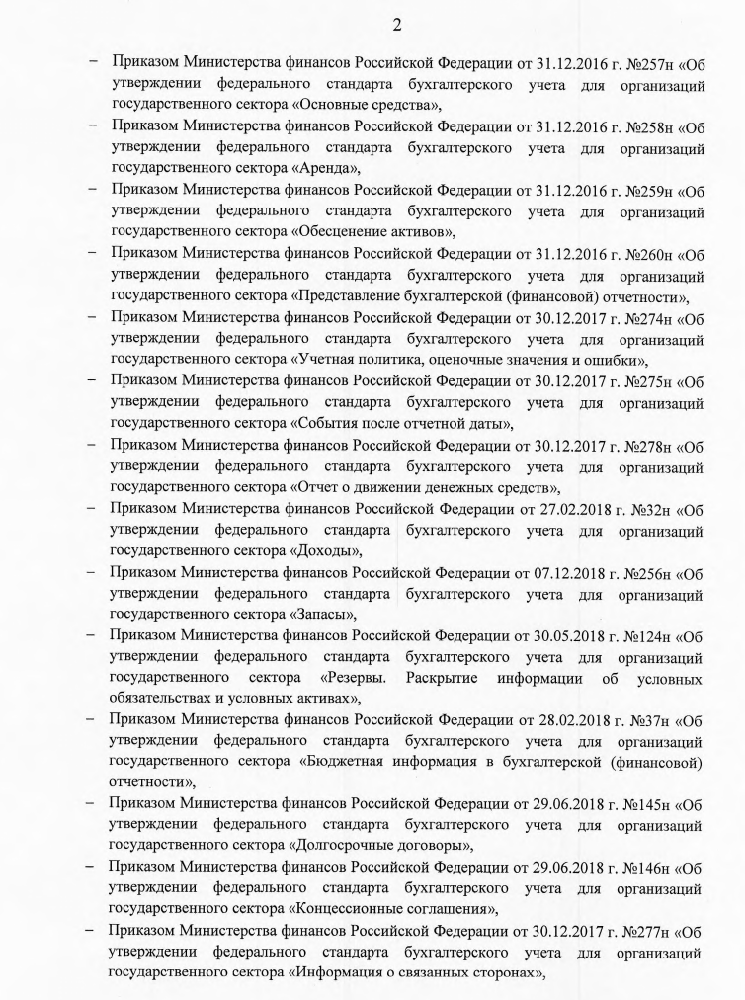 2
– Приказом Министерства финансов Российской Федерации от 31.12.2016 г. №257н «Об
утверждении федерального стандарта бухгалтерского учета для организаций
государственного сектора «Основные средства»,
– Приказом Министерства финансов Российской Федерации от 31.12.2016 г. №258н «Об
утверждении федерального стандарта бухгалтерского учета для организаций
государственного сектора «Аренда»,
– Приказом Министерства финансов Российской Федерации от 31.12.2016 г. №259н «Об
утверждении федерального стандарта бухгалтерского учета для организаций
государственного сектора «Обесценение активов»,
– Приказом Министерства финансов Российской Федерации от 31.12.2016 г. №260н «Об
утверждении федерального стандарта бухгалтерского учета для организаций
государственного сектора «Представление бухгалтерской (финансовой) отчетности»,
– Приказом Министерства финансов Российской Федерации от 30.12.2017 г. №274н «Об
утверждении федерального стандарта бухгалтерского учета для организаций
государственного сектора «Учетная политика, оценочные значения и ошибки»,
– Приказом Министерства финансов Российской Федерации от 30.12.2017 г. №275н «Об
утверждении федерального стандарта бухгалтерского учета для организаций
государственного сектора «События после отчетной даты»,
– Приказом Министерства финансов Российской Федерации от 30.12.2017 г. №278н «Об
утверждении федерального стандарта бухгалтерского учета для организаций
государственного сектора «Отчет о движении денежных средств»,
– Приказом Министерства финансов Российской Федерации от 27.02.2018 г. №32н «Об
утверждении федерального стандарта бухгалтерского учета для организаций
государственного сектора «Доходы»,
– Приказом Министерства финансов Российской Федерации от 07.12.2018 г. №256н «Об
утверждении федерального стандарта бухгалтерского учета для организаций
государственного сектора «Запасы»,
– Приказом Министерства финансов Российской Федерации от 30.05.2018 г. №124н «Об
утверждении федерального стандарта бухгалтерского учета для организаций
государственного сектора «Резервы. Раскрытие информации об условных
обязательствах и условных активах»,
– Приказом Министерства финансов Российской Федерации от 28.02.2018 г. №37н «Об
утверждении федерального стандарта бухгалтерского учета для организаций
государственного сектора «Бюджетная информация в бухгалтерской (финансовой)
отчетности»,
– Приказом Министерства финансов Российской Федерации от 29.06.2018 г. №145н «Об
утверждении федерального стандарта бухгалтерского учета для организаций
государственного сектора «Долгосрочные договоры»,
– Приказом Министерства финансов Российской Федерации от 29.06.2018 г. №146н «Об
утверждении федерального стандарта бухгалтерского учета для организаций
государственного сектора «Концессионные соглашения»,
– Приказом Министерства финансов Российской Федерации от 30.12.2017 г. №277н «Об
утверждении федерального стандарта бухгалтерского учета для организаций
государственного сектора «Информация о связанных сторонах»,